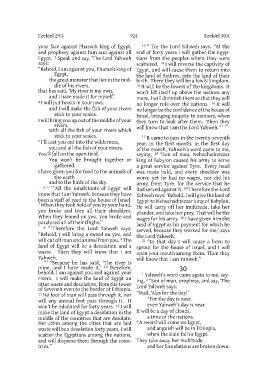 Ezekiel 29:3
924
Ezekiel 30:4
your face against Pharaoh king of Egypt,
and prophesy against him and against all
Egypt. Speak and say, 'The Lord Yahweh
says:
"Behold, I am against you, Pharaoh king of
Egypt,
the great monster that lies in the mid-
dle of his rivers,
that has said, 'My river is my own,
and I have made it for myself.'
I will put hooks in your jaws,
and I will make the fish of your rivers
stick to your scales.
I will bring you up out of the middle of your
rivers,
with all the fish of your rivers which
stick to your scales.
I'll cast you out into the wilderness,
you and all the fish of your rivers.
You'll fall on the open field.
You won't be brought together or
gathered.
I have given you for food to the animals of
the earth
and to the birds of the sky.
"'"All the inhabitants of Egypt will
know that I am Yahweh, because they have
been a staff of reed to the house of Israel.
When they took hold of you by your hand,
you broke and tore all their shoulders.
When they leaned on you, you broke and
paralyzed all of their thighs."
"'Therefore the Lord Yahweh says:
"Behold, I will bring a sword on you, and
will cut off man and animal from you. The
land of Egypt will be a desolation and a
waste. Then they will know that I am
Yahweh.
"'"Because he has said, 'The river is
mine, and I have made it,' therefore,
behold, I am against you and against your
rivers. I will make the land of Egypt an
utter waste and desolation, from the tower
of Seveneh even to the border of Ethiopia.
No foot of man will pass through it, nor
will any animal foot pass through it. It
won't be inhabited for forty years. I will
make the land of Egypt a desolation in the
middle of the countries that are desolate.
Her cities among the cities that are laid
waste will be a desolation forty years. I will
scatter the Egyptians among the nations,
and will disperse them through the coun-
tries."
"'For the Lord Yahweh says: "At the
end of forty years I will gather the Egyp-
tians from the peoples where they were
scattered. I will reverse the captivity of
Egypt, and will cause them to return into
the land of Pathros, into the land of their
birth. There they will be a lowly kingdom.
It will be the lowest of the kingdoms. It
won't lift itself up above the nations any
more. I will diminish them so that they will
no longer rule over the nations. It will
no longer be the confidence of the house of
Israel, bringing iniquity to memory, when
they turn to look after them. Then they
will know that I am the Lord Yahweh."'"
It came to pass in the twenty-seventh
year, in the first month, in the first day
of the month, Yahweh's word came to me,
saying, "Son of man, Nebuchadnezzar
king of Babylon caused his army to serve
a great service against Tyre. Every head
was made bald, and every shoulder was
worn; yet he had no wages, nor did his
army, from Tyre, for the service that he
had served against it. Therefore the Lord
Yahweh says: 'Behold, I will give the land of
Egypt to Nebuchadnezzar king of Babylon.
He will carry off her multitude, take her
plunder, and take her prey. That will be the
wages for his army. I have given him the
land of Egypt as his payment for which he
served, because they worked for me,' says
the Lord Yahweh.
"In that day I will cause a horn to
sprout for the house of Israel, and I will
open your mouth among them. Then they
will know that I am Yahweh."
30
Yahweh's word came again to me, say-
ing, "Son of man, prophesy, and say, 'The
Lord Yahweh says:
"Wail, 'Alas for the day!'
For the day is near,
even Yahweh's day is near.
It will be a day of clouds,
a time of the nations.
A sword will come on Egypt,
and anguish will be in Ethiopia,
when the slain fall in Egypt.
They take away her multitude,
and her foundations are broken down.